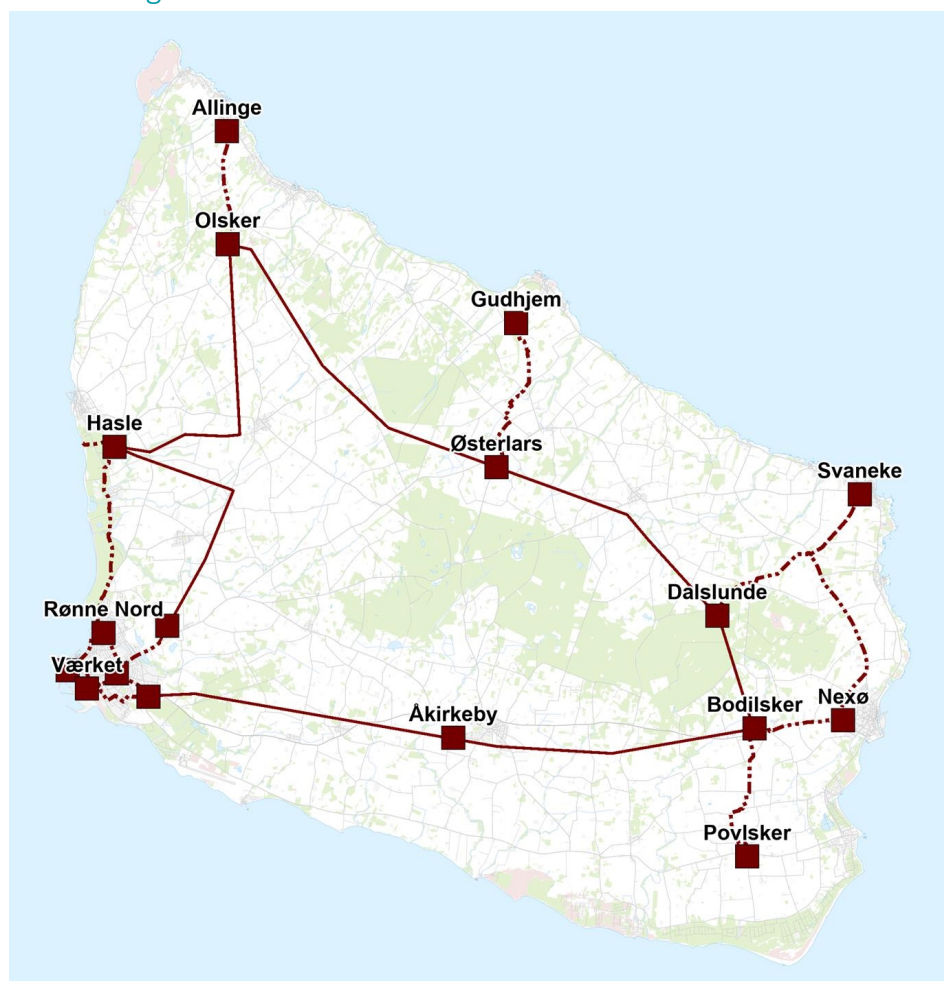 Allinge
Olsker
Gudhjem
Hasle
Østerlars
Svaneke
Dalslunde
Rønne Nord
Værket
Åkirkeby
Bodilsker
Nexø
Povlsker